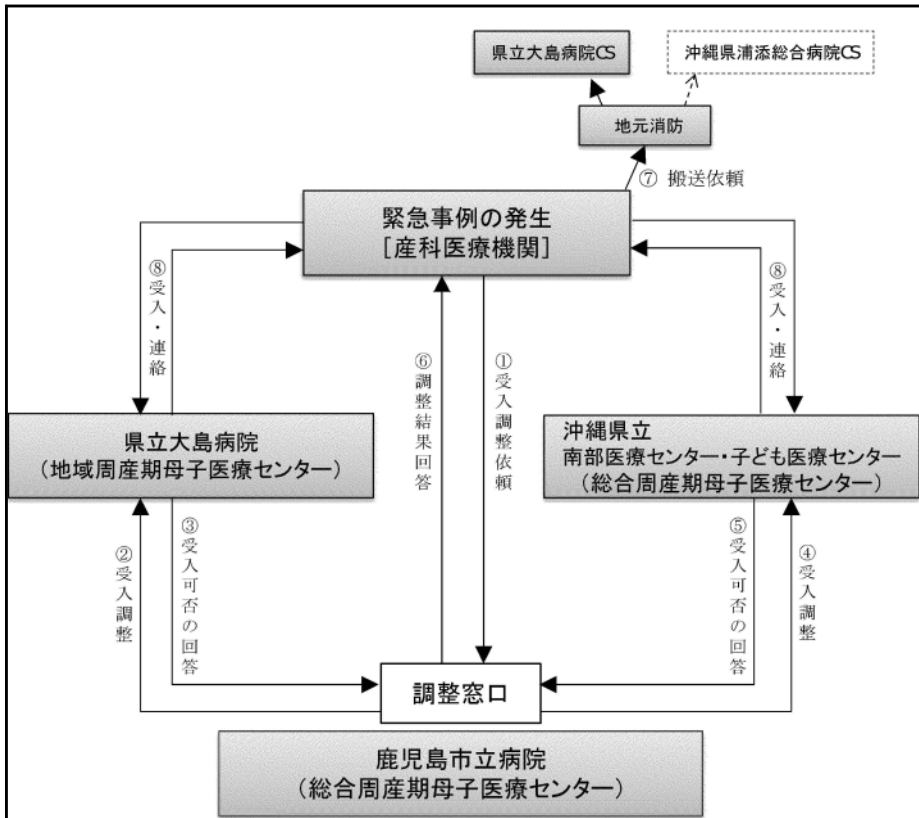 県立大島病院CS
沖縄県浦添総合病院CS
地元消防
⑦ 搬送依頼
緊急事例の発生
[産科医療機関]
⑧受入・連絡
⑥調整結果回答
①受入調整依頼
⑧受入・連絡
県立大島病院
（地域周産期母子医療センター）
沖縄県立
南部医療センター・子ども医療センター
（総合周産期母子医療センター）
②受入調整
③受入可否の回答
⑤受入可否の回答
④受入調整
調整窓口
鹿児島市立病院
（総合周産期母子医療センター）